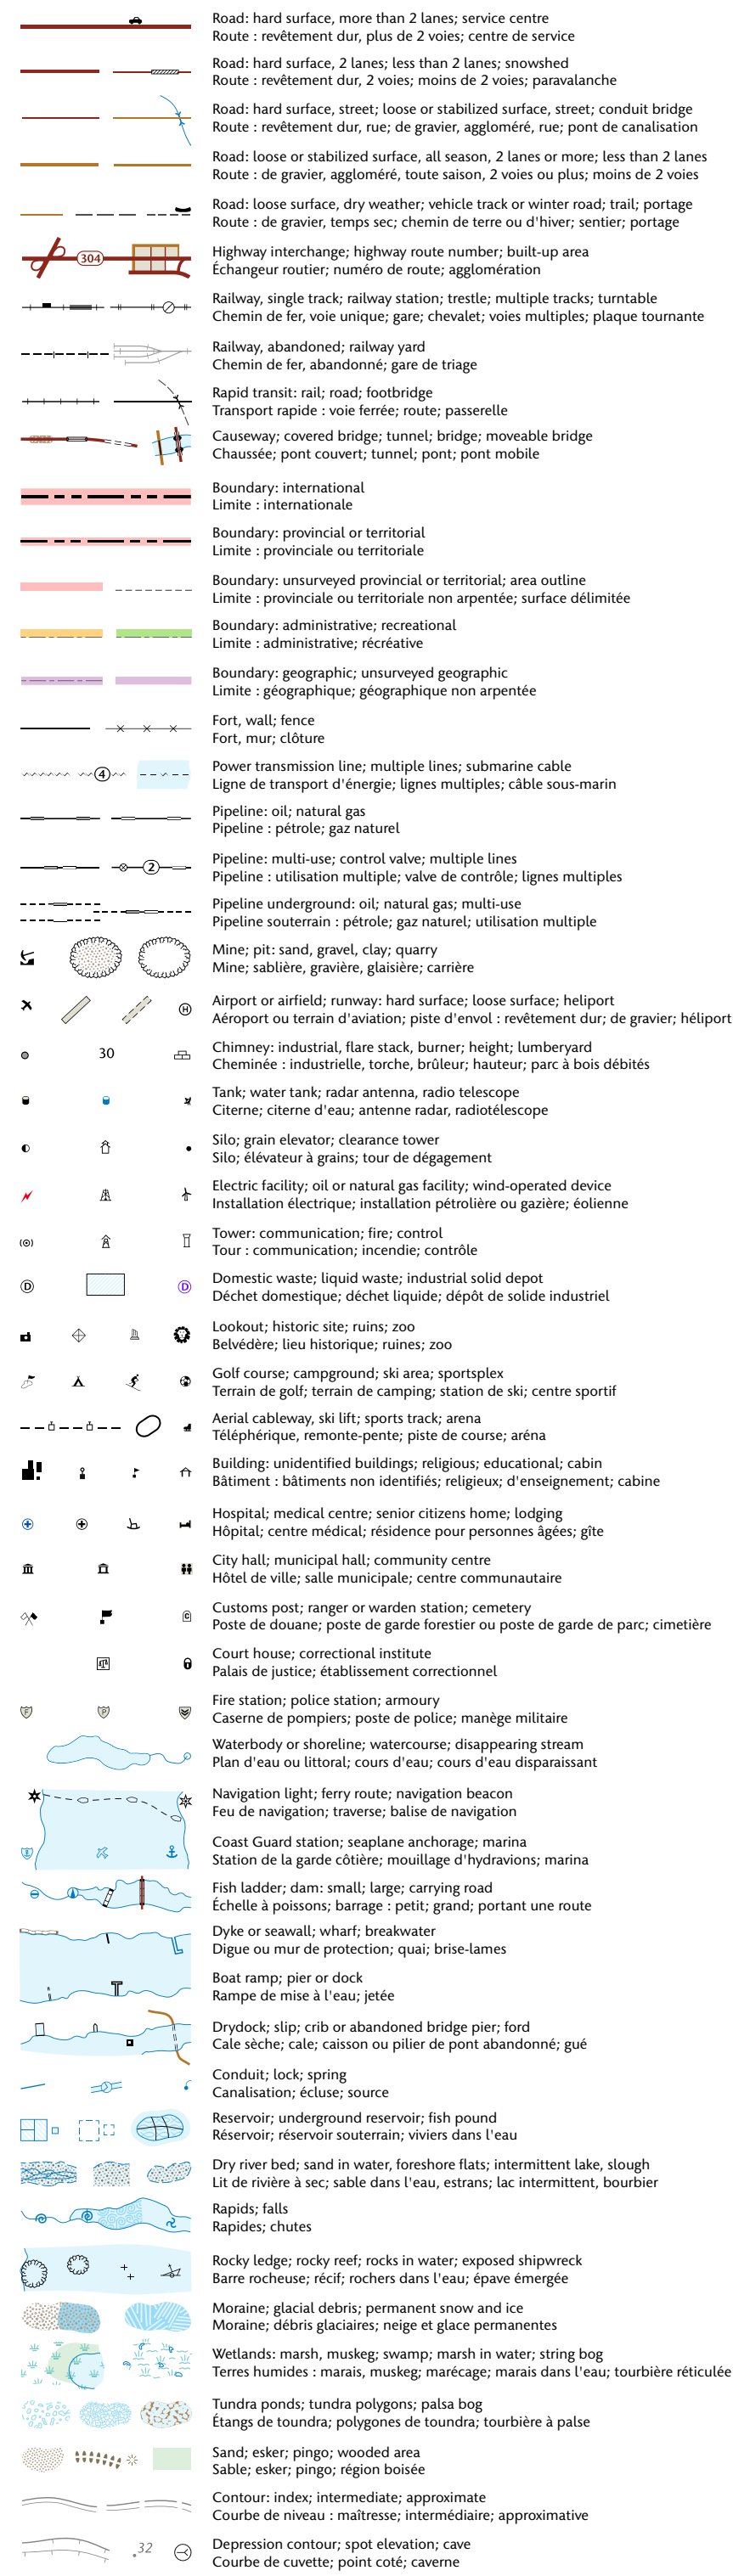 Road: hard surface, more than 2 lanes; service centre
Route : revêtement dur, plus de 2 voies; centre de service
Road: hard surface, 2 lanes; less than 2 lanes; snowshed
Route : revêtement dur, 2 voies; moins de 2 voies; paravalanche
Road: hard surface, street; loose or stabilized surface, street; conduit bridge
Route : revêtement dur, rue; de gravier, aggloméré, rue; pont de canalisation
Road: loose or stabilized surface, all season, 2 lanes or more; less than 2 lanes
Route : de gravier, aggloméré, toute saison, 2 voies ou plus; moins de 2 voies
Road: loose surface, dry weather; vehicle track or winter road; trail; portage
Route : de gravier, temps sec; chemin de terre ou d'hiver; sentier; portage
304
Highway interchange; highway route number; built-up area
Échangeur routier; numéro de route; agglomération
Railway, single track; railway station; trestle; multiple tracks; turntable
Chemin de fer, voie unique; gare; chevalet; voies multiples; plaque tournante
Railway, abandoned; railway yard
Chemin de fer, abandonné; gare de triage
Rapid transit: rail; road; footbridge
Transport rapide : voie ferrée; route; passerelle
Causeway; covered bridge; tunnel; bridge; moveable bridge
Chaussée; pont couvert; tunnel; pont; pont mobile
Boundary: international
Limite : internationale
Boundary: provincial or territorial
Limite : provinciale ou territoriale
Boundary: unsurveyed provincial or territorial; area outline
Limite : provinciale ou territoriale non arpentée; surface délimitée
Boundary: administrative; recreational
Limite : administrative; récréative
Boundary: geographic; unsurveyed geographic
Limite : géographique; géographique non arpentée
Fort, wall; fence
Fort, mur; clôture
4
Power transmission line; multiple lines; submarine cable
Ligne de transport d'énergie; lignes multiples; câble sous-marin
Pipeline: oil; natural gas
Pipeline : pétrole; gaz naturel
2
Pipeline: multi-use; control valve; multiple lines
Pipeline : utilisation multiple; valve de contrôle; lignes multiples
Pipeline underground: oil; natural gas; multi-use
Pipeline souterrain : pétrole; gaz naturel; utilisation multiple
Mine; pit: sand, gravel, clay; quarry
Mine; sablière, gravière, glaisière; carrière
H
Airport or airfield; runway: hard surface; loose surface; heliport
Aéroport ou terrain d'aviation; piste d'envol : revêtement dur; de gravier; héliport
30
Chimney: industrial, flare stack, burner; height; lumberyard
Cheminée : industrielle, torche, brûleur; hauteur; parc à bois débités
Tank; water tank; radar antenna, radio telescope
Citerne; citerne d'eau; antenne radar, radiotélescope
Silo; grain elevator; clearance tower
Silo; élévateur à grains; tour de dégagement
Electric facility; oil or natural gas facility; wind-operated device
Installation électrique; installation pétrolière ou gazière; éolienne
Tower: communication; fire; control
Tour : communication; incendie; contrôle
D D
Domestic waste; liquid waste; industrial solid depot
Déchet domestique; déchet liquide; dépôt de solide industriel
Lookout; historic site; ruins; zoo
Belvédère; lieu historique; ruines; zoo
Golf course; campground; ski area; sportsplex
Terrain de golf; terrain de camping; station de ski; centre sportif
Aerial cableway, ski lift; sports track; arena
Téléphérique, remonte-pente; piste de course; aréna
Building: unidentified buildings; religious; educational; cabin
Bâtiment : bâtiments non identifiés; religieux; d'enseignement; cabine
Hospital; medical centre; senior citizens home; lodging
Hôpital; centre médical; résidence pour personnes âgées; gîte
City hall; municipal hall; community centre
Hôtel de ville; salle municipale; centre communautaire
C
Customs post; ranger or warden station; cemetery
Poste de douane; poste de garde forestier ou poste de garde de parc; cimetière
Court house; correctional institute
Palais de justice; établissement correctionnel
F P
Fire station; police station; armoury
Caserne de pompiers; poste de police; manège militaire
Waterbody or shoreline; watercourse; disappearing stream
Plan d'eau ou littoral; cours d'eau; cours d'eau disparaissant
Navigation light; ferry route; navigation beacon
Feu de navigation; traverse; balise de navigation
Coast Guard station; seaplane anchorage; marina
Station de la garde côtière; mouillage d'hydravions; marina
Fish ladder; dam: small; large; carrying road
Échelle à poissons; barrage : petit; grand; portant une route
Dyke or seawall; wharf; breakwater
Digue ou mur de protection; quai; brise-lames
Boat ramp; pier or dock
Rampe de mise à l'eau; jetée
Drydock; slip; crib or abandoned bridge pier; ford
Cale sèche; cale; caisson ou pilier de pont abandonné; gué
Conduit; lock; spring
Canalisation; écluse; source
Reservoir; underground reservoir; fish pound
Réservoir; réservoir souterrain; viviers dans l'eau
Dry river bed; sand in water, foreshore flats; intermittent lake, slough
Lit de rivière à sec; sable dans l'eau, estrans; lac intermittent, bourbier
Rapids; falls
Rapides; chutes
Rocky ledge; rocky reef; rocks in water; exposed shipwreck
Barre rocheuse; récif; rochers dans l'eau; épave émergée
Moraine; glacial debris; permanent snow and ice
Moraine; débris glaciaires; neige et glace permanentes
Wetlands: marsh, muskeg; swamp; marsh in water; string bog
Terres humides : marais, muskeg; marécage; marais dans l'eau; tourbière réticulée
Tundra ponds; tundra polygons; palsa bog
Étangs de toundra; polygones de toundra; tourbière à palse
Sand; esker; pingo; wooded area
Sable; esker; pingo; région boisée
Contour: index; intermediate; approximate
Courbe de niveau : maîtresse; intermédiaire; approximative
32
Depression contour; spot elevation; cave
Courbe de cuvette; point coté; caverne